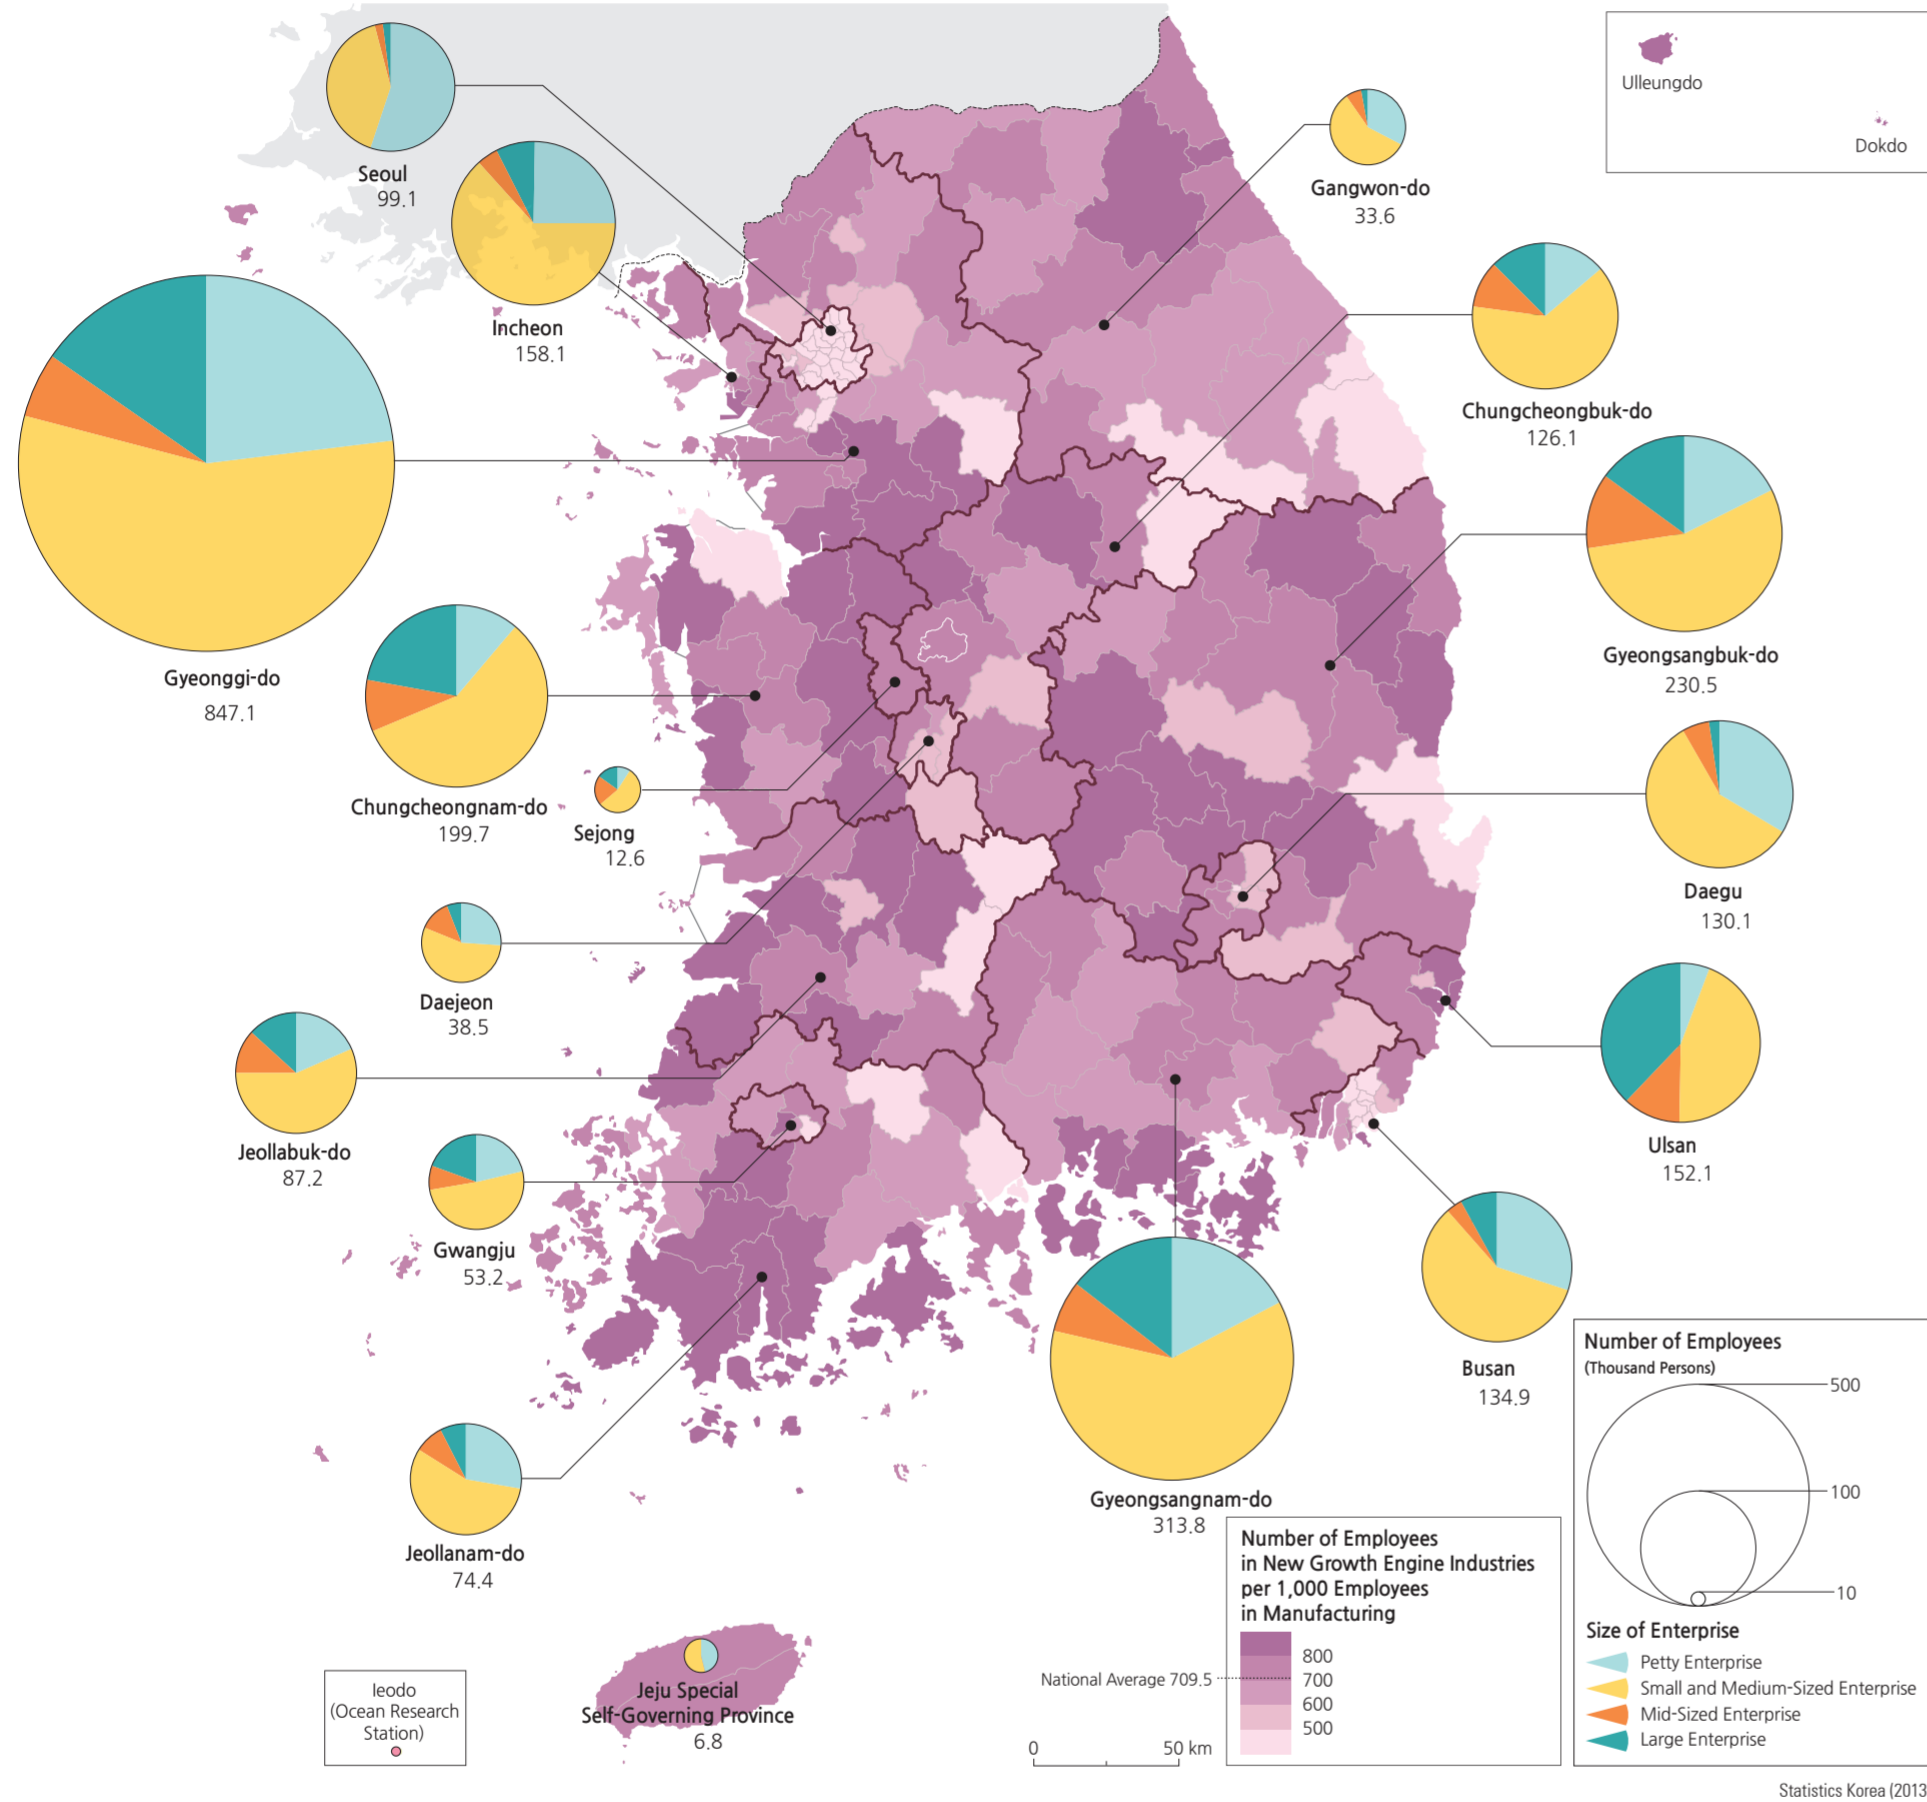 Ulleungdo
Dokdo
Seoul
99.1
Incheon
158.1
Gangwon-do
33.6
Chungcheongbuk-do
126.1
Gyeonggi-do
847.1
Gyeongsangbuk-do
230.5
Chungcheongnam-do
199.7
Sejong
12.6
Daegu
130.1
Daejeon
38.5
Ulsan
152.1
Jeollabuk-do
87.2
Gwangju
53.2
Busan
134.9
Gyeongsangnam-do
313.8
Jeollanam-do
74.4
Jeju Special
Self-Governing Province
6.8
Ieodo
(Ocean Research
Station)
0
50 km
National Average 709.5
Number of Employees
in New Growth Engine Industries
per 1,000 Employees
in Manufacturing
800
700
600
500
Number of Employees
(Thousand Persons)
500
100
10
Size of Enterprise
Petty Enterprise
Small and Medium-Sized Enterprise
Mid-Sized Enterprise
Large Enterprise
Statistics Korea (2013